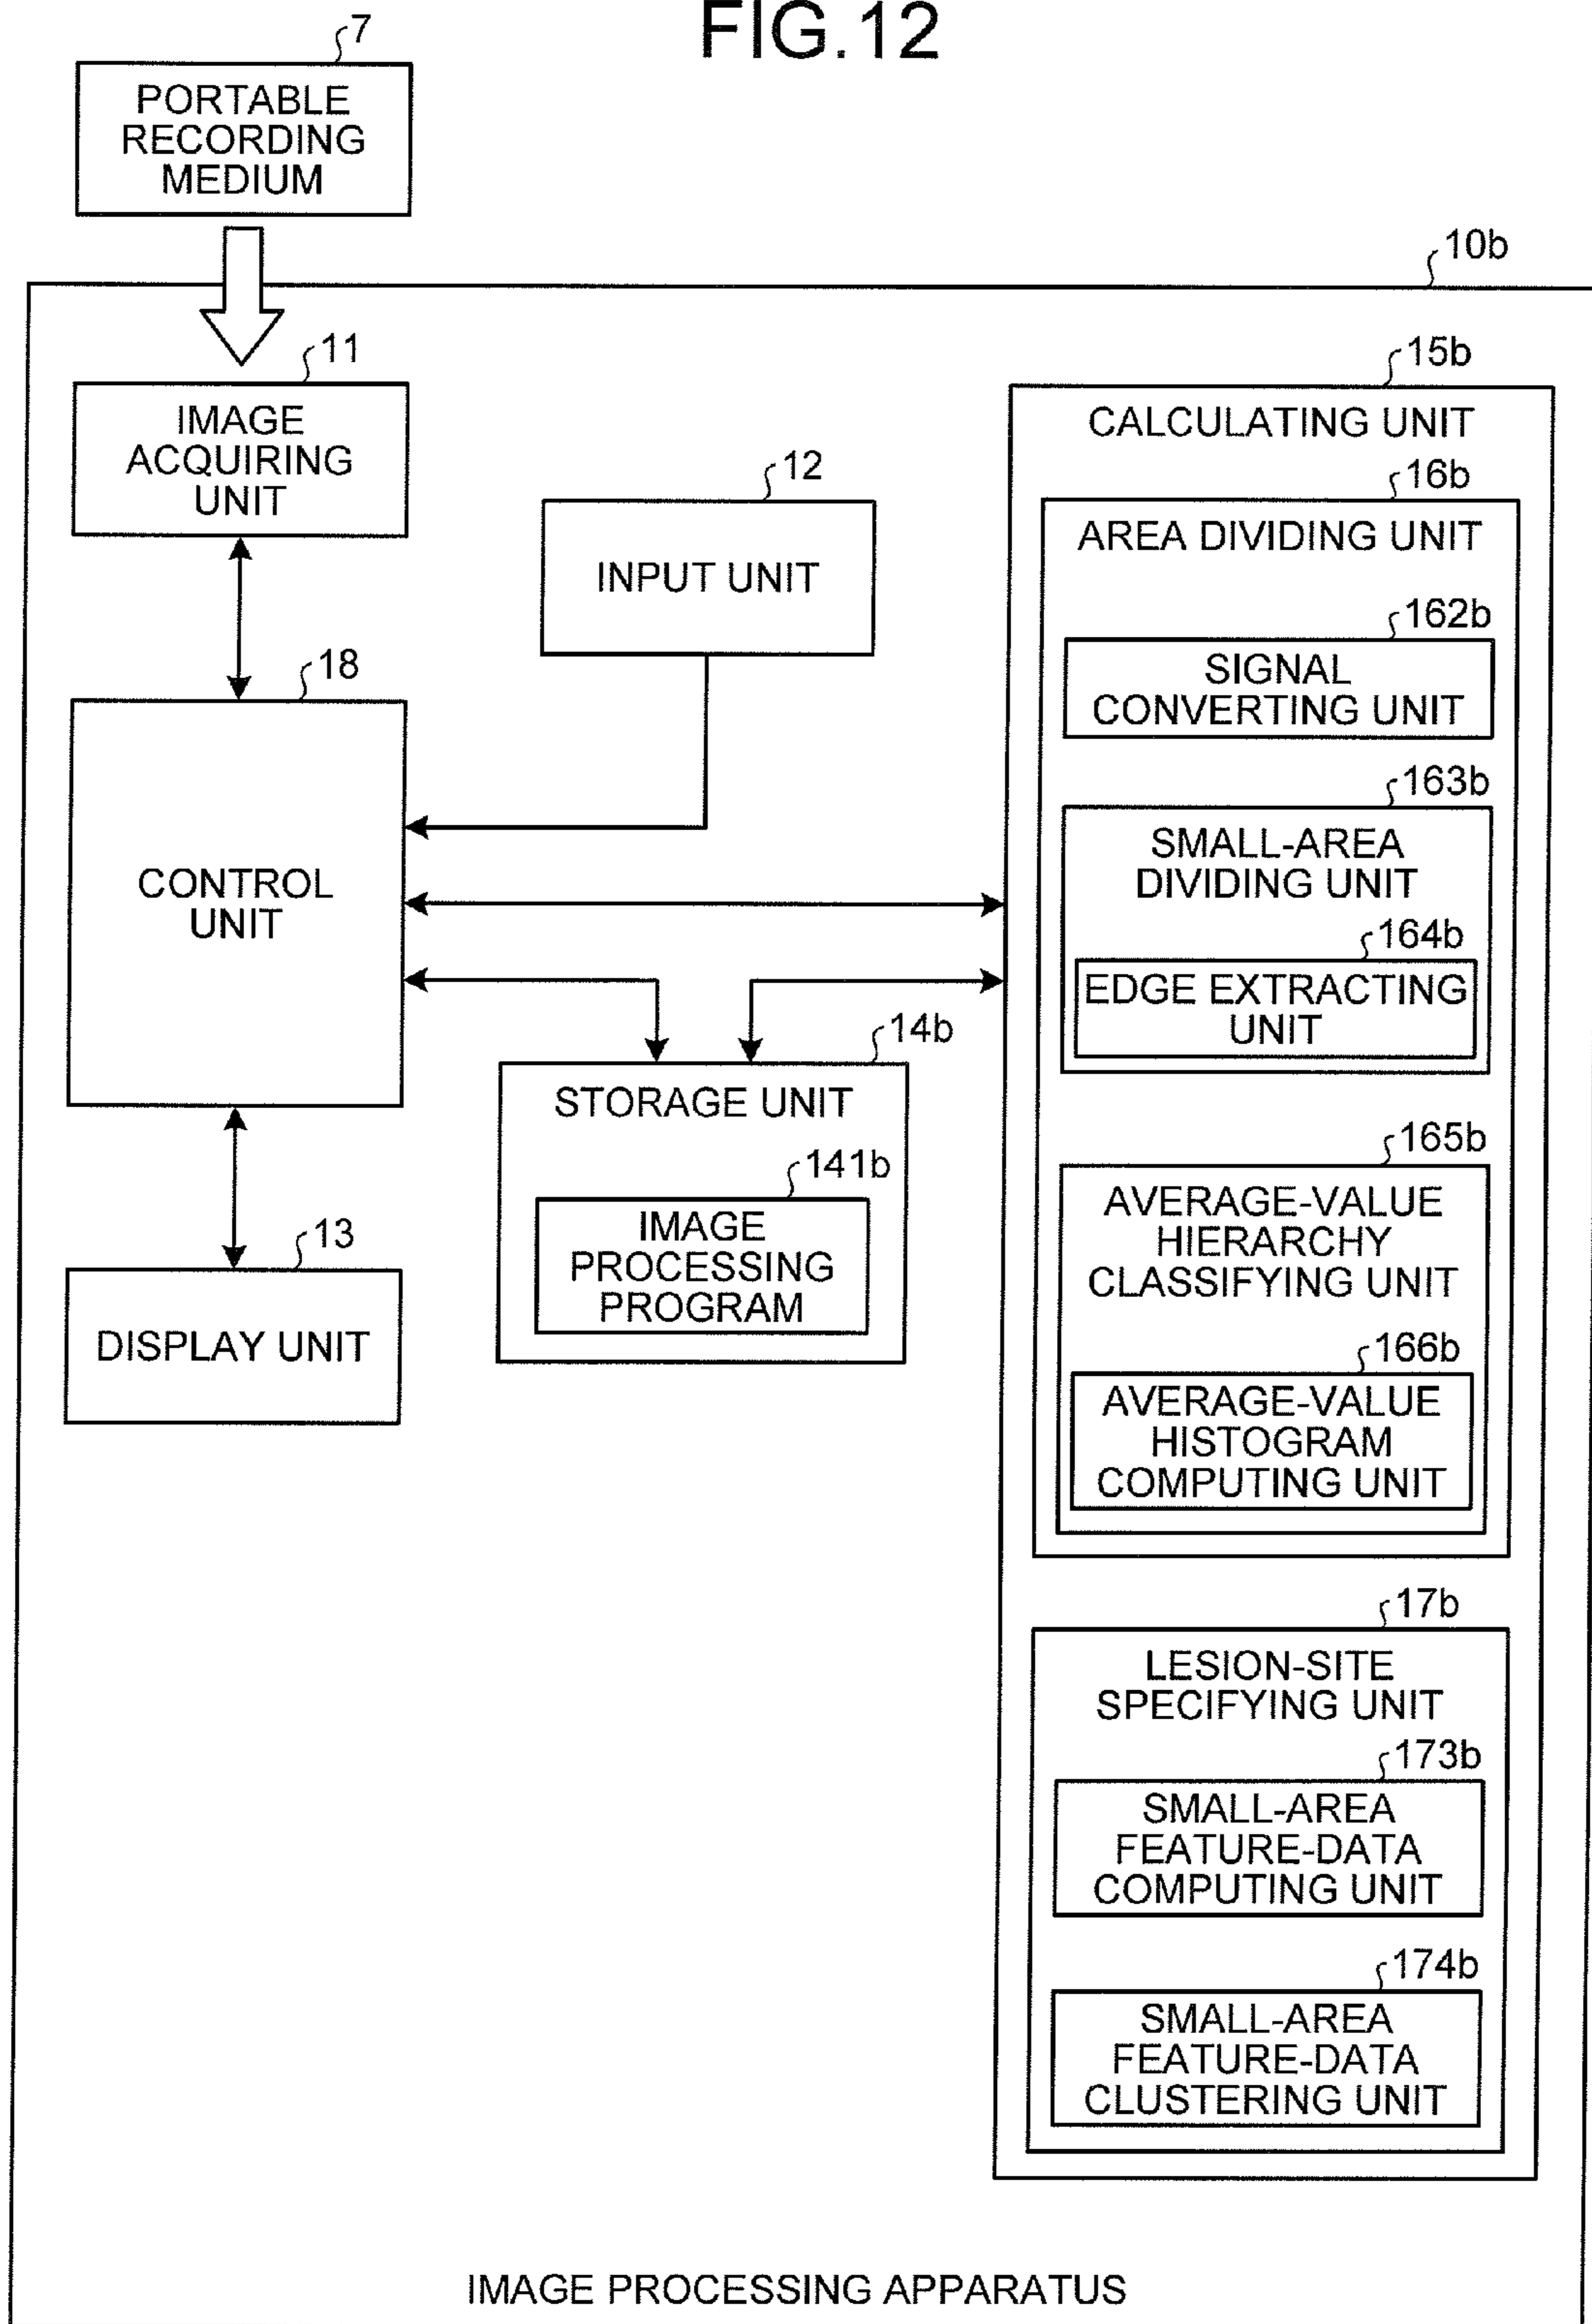 FIG.12
7
PORTABLE
RECORDING
MEDIUM
10b
11
IMAGE
ACQUIRING
UNIT
12
INPUT UNIT
18
CONTROL
UNIT
13
DISPLAY UNIT
14b
STORAGE UNIT
141b
IMAGE
PROCESSING
PROGRAM
15b
CALCULATING UNIT
16b
AREA DIVIDING UNIT
162b
SIGNAL
CONVERTING UNIT
163b
SMALL-AREA
DIVIDING UNIT
164b
EDGE EXTRACTING
UNIT
165b
AVERAGE-VALUE
HIERARCHY
CLASSIFYING UNIT
166b
AVERAGE-VALUE
HISTOGRAM
COMPUTING UNIT
17b
LESION-SITE
SPECIFYING UNIT
173b
SMALL-AREA
FEATURE-DATA
COMPUTING UNIT
174b
SMALL-AREA
FEATURE-DATA
CLUSTERING UNIT
IMAGE PROCESSING APPARATUS